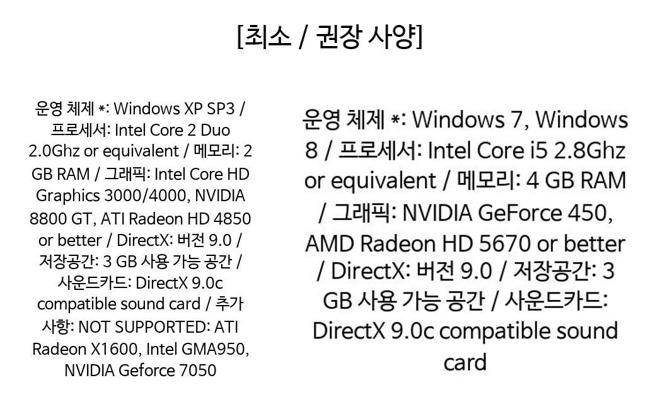 [최소 / 권장 사양]
운영 체제 *: Windows XP SP3 /
프로세서: Intel Core 2 Duo
2.0Ghz or equivalent / 메모리: 2
GB RAM / 그래픽: Intel Core HD
Graphics 3000/4000, NVIDIA
8800 GT, ATI Radeon HD 4850
or better / DirectX: 버전 9.0 /
저장공간: 3 GB 사용 가능 공간 /
사운드카드: DirectX 9.0c
compatible sound card / 추가
사항: NOT SUPPORTED: ATI
Radeon X1600, Intel GMA950,
NVIDIA Geforce 7050
운영 체제 *: Windows 7, Windows
8 / 프로세서: Intel Core i5 2.8Ghz
or equivalent / 메모리: 4 GB RAM
/ 그래픽: NVIDIA GeForce 450,
AMD Radeon HD 5670 or better
/ DirectX: 버전 9.0 / 저장공간: 3
GB 사용 가능 공간 / 사운드카드:
DirectX 9.0c compatible sound
card